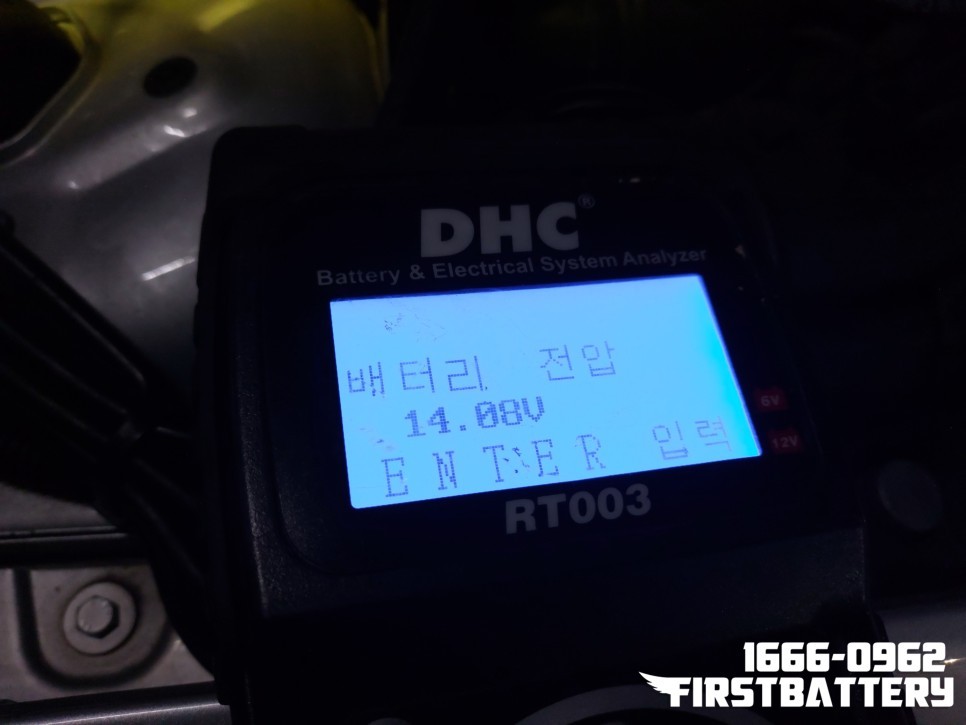 DHC®
Battery & Electrical System Analyzer
배터리 전압
14.08V
ENTER 입력
6V
12V
RT003
1666-0962
FIRSTBATTERY